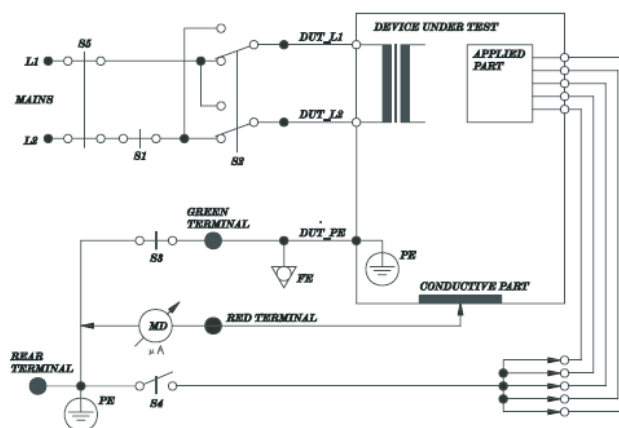 DEVICE UNDER TEST
S5
DUT_L1
L1
APPLIED
PART
MAINS
L2
DUT_L2
S1
S2
GREEN
TERMINAL
DUT_PE
S3
FE
PE
CONDUCTIVE PART
MD
RED TERMINAL
μA
REAR
TERMINAL
PE
S4